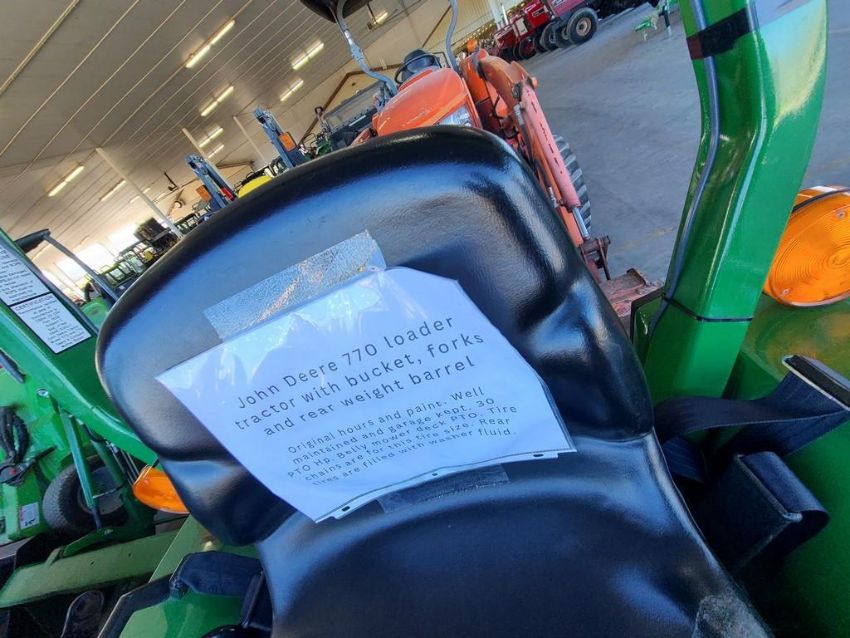 John Deere 770 loader
tractor with bucket, forks
and rear weight barrel
Original hours and paint. Well
maintained and garage kept. 30
PTO Hp. Belly mower deck PTO. Tire
chains are for this tire size. Rear
tires are filled with washer fluid.